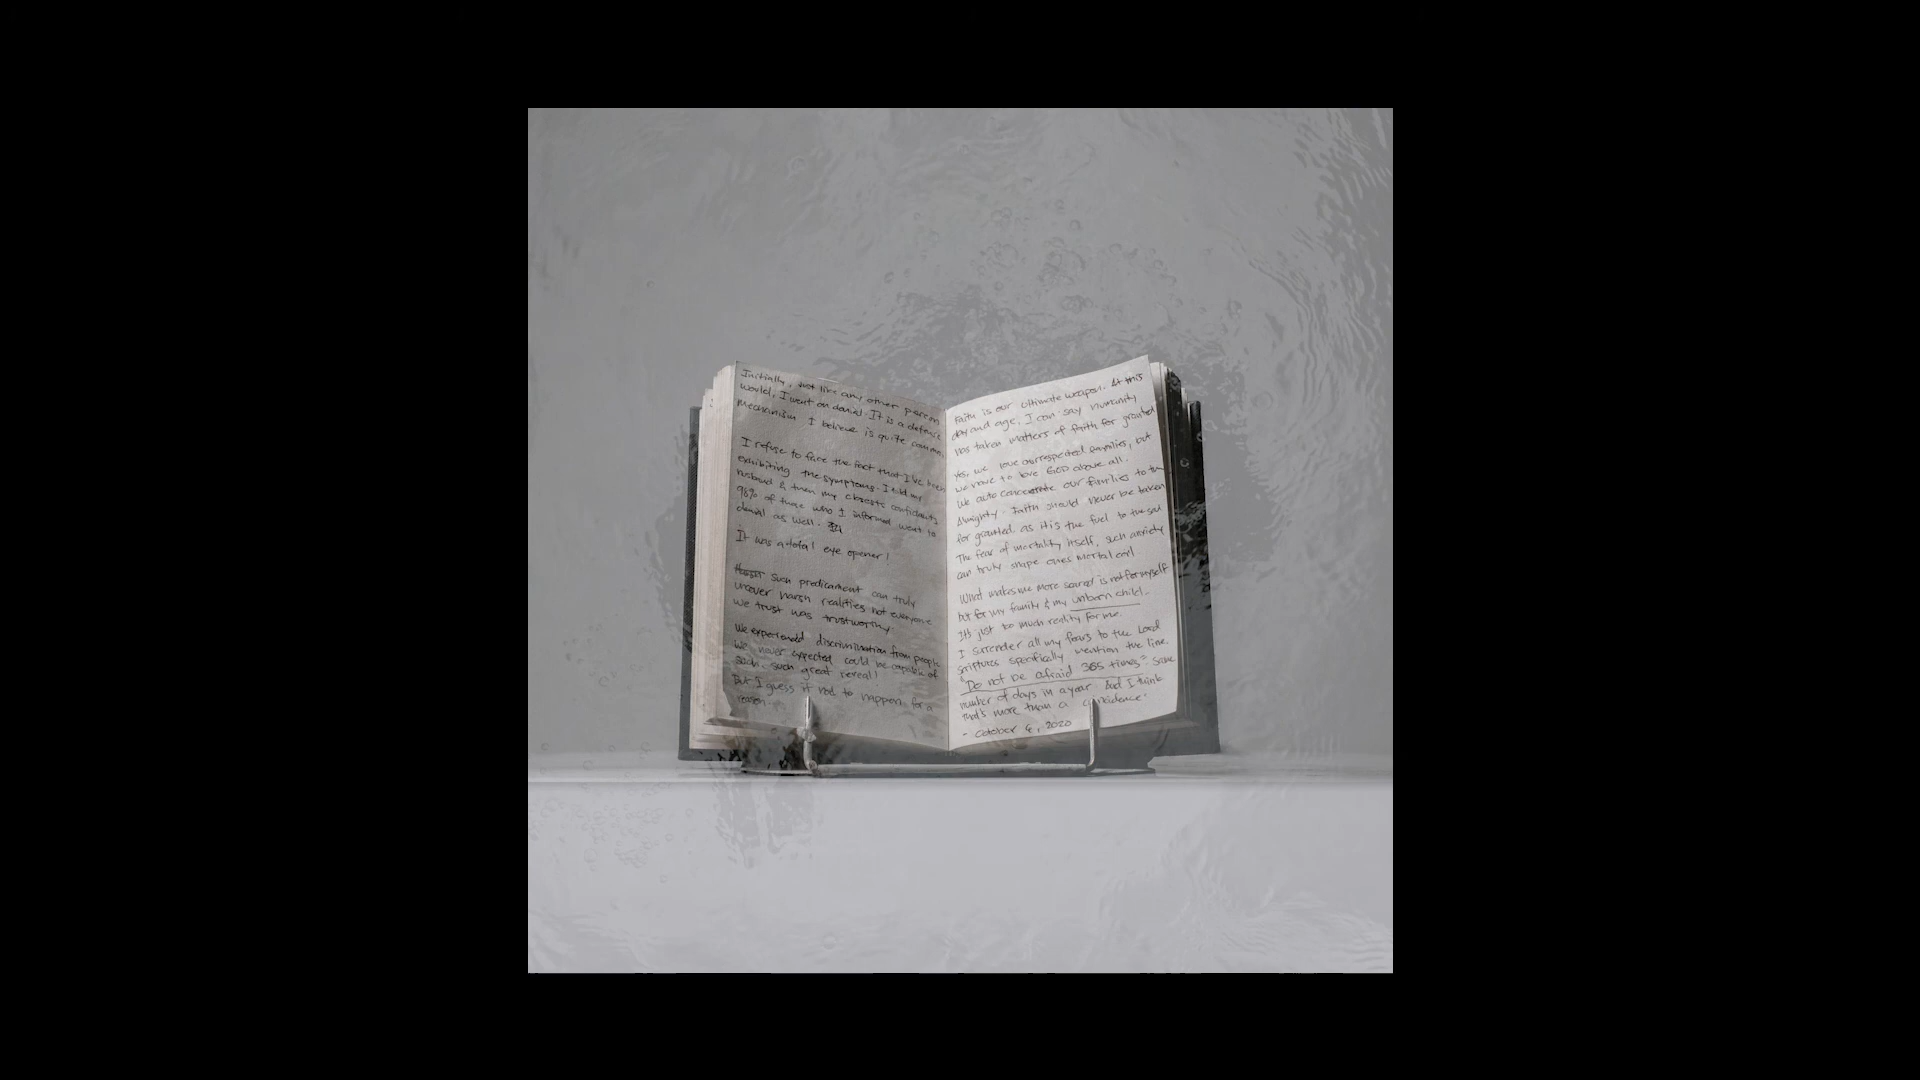 Initially, just like any other person
would, I went on denial. It is a defense
mechanism I believe is quite common.
I refuse to face the fact that I've been
exhibiting the symptoms. I told my
husband & then my closests confidants
98% of those who I informed went to
denial as well.
It was a total eye opener!
such predicament can truly
uncover harsh realities not everyone
we trust was trustworthy
We experienced discrimination from people
we never expected could be capable of
such. such great reveal!
But I guess it had to happen for a
reason.
Faith is our ultimate weapon. At this
day and age, I can say humanity
has taken matters of faith for granted
Yes, we love our respected families, but
we have to love GOD above all.
We auto concentrate our families to the
Almighty. Faith should never be taken
for granted. as it is the fuel to the soul
The fear of mortality itself, such anxiety
can truly shape ones mortal coil
What makes me more scared is not for myself
but for my family & my unborn child.
It's just too much reality for me.
I surrender all my fears to the Lord
Scriptures specifically mention the line.
"Do not be afraid 365 times" same
number of days in a year. And I think
that's more than a coincidence.
- October 4, 2020